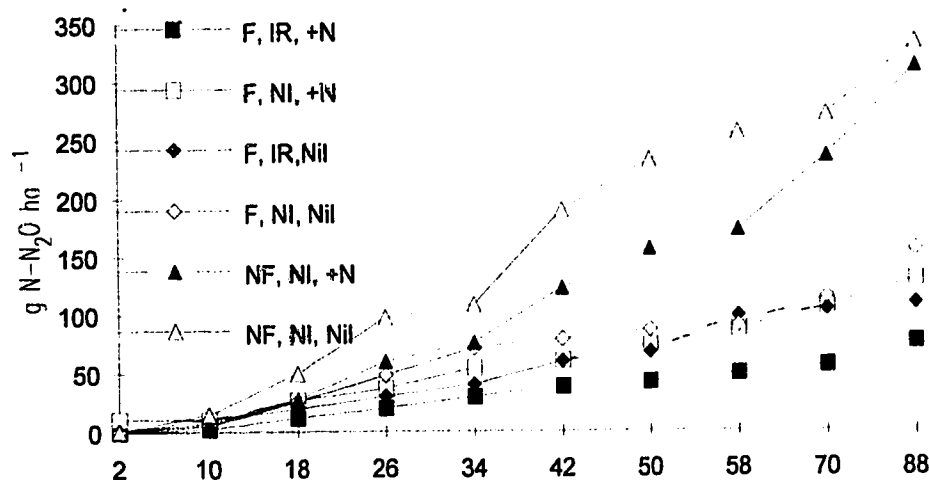 350
300
250
200
150
100
50
0
g N-N2O ha -1
F, IR, +N
F, NI, +N
F, IR,Nil
F, NI, Nil
NF, NI, +N
NF, NI, Nil
2 10 18 26 34 42 50 58 70 88